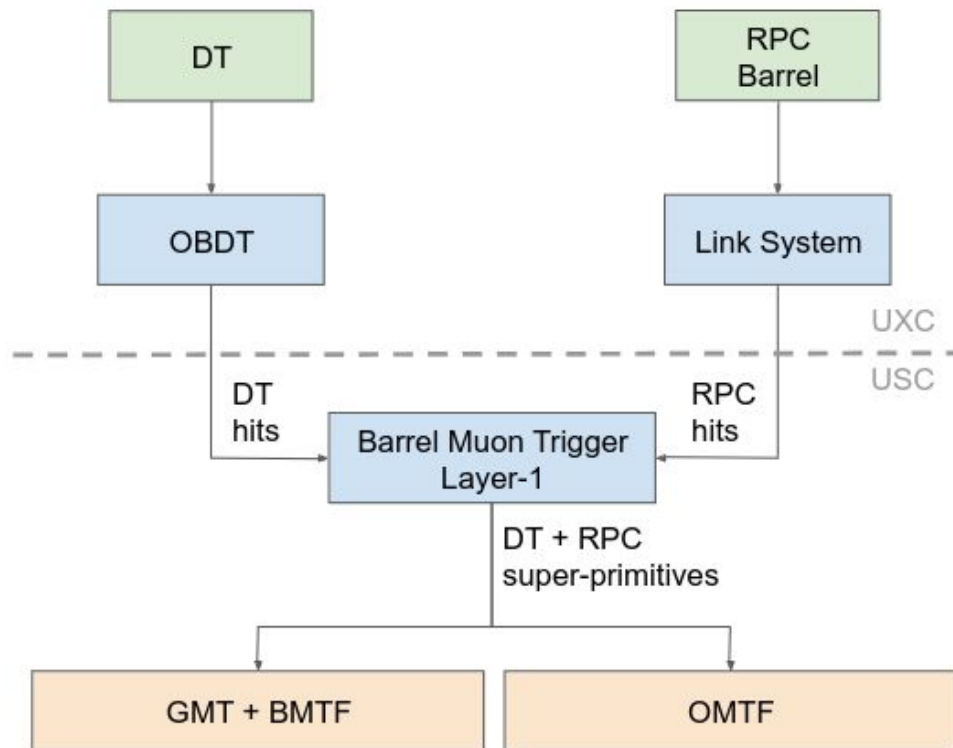 DT
RPC
Barrel
OBDT
Link System
UXC
USC
DT
hits
RPC
hits
Barrel Muon Trigger
Layer-1
DT + RPC
super-primitives
GMT + BMTF
OMTF